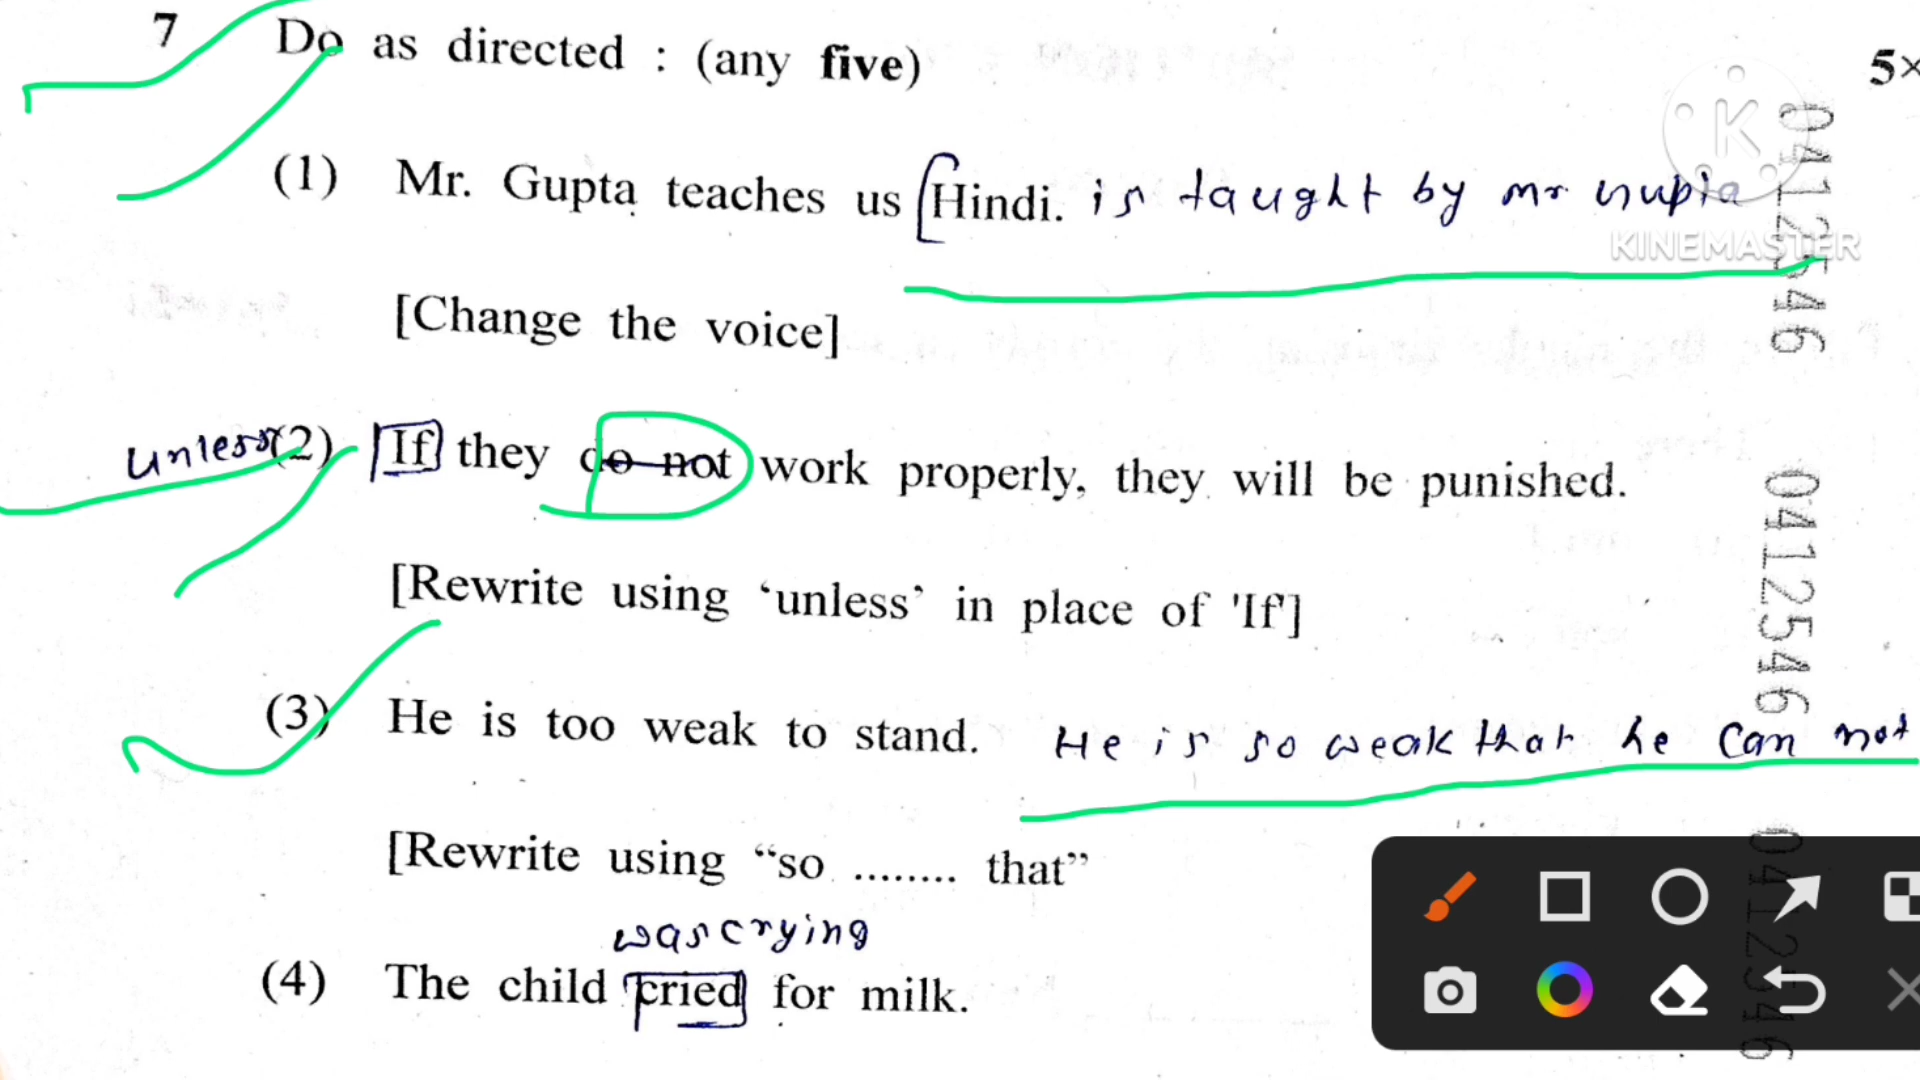 7 Do as directed : (any five) 5×
(1) Mr. Gupta teaches us Hindi. is taught by Mr Gupta
KINEMASTER
[Change the voice]
unless (2) If they do not work properly, they will be punished.
[Rewrite using ‘unless’ in place of 'If']
(3) He is too weak to stand. He is so weak that he can not
[Rewrite using “so ........ that”
was crying
(4) The child cried for milk.
0412546
0412546
0412546